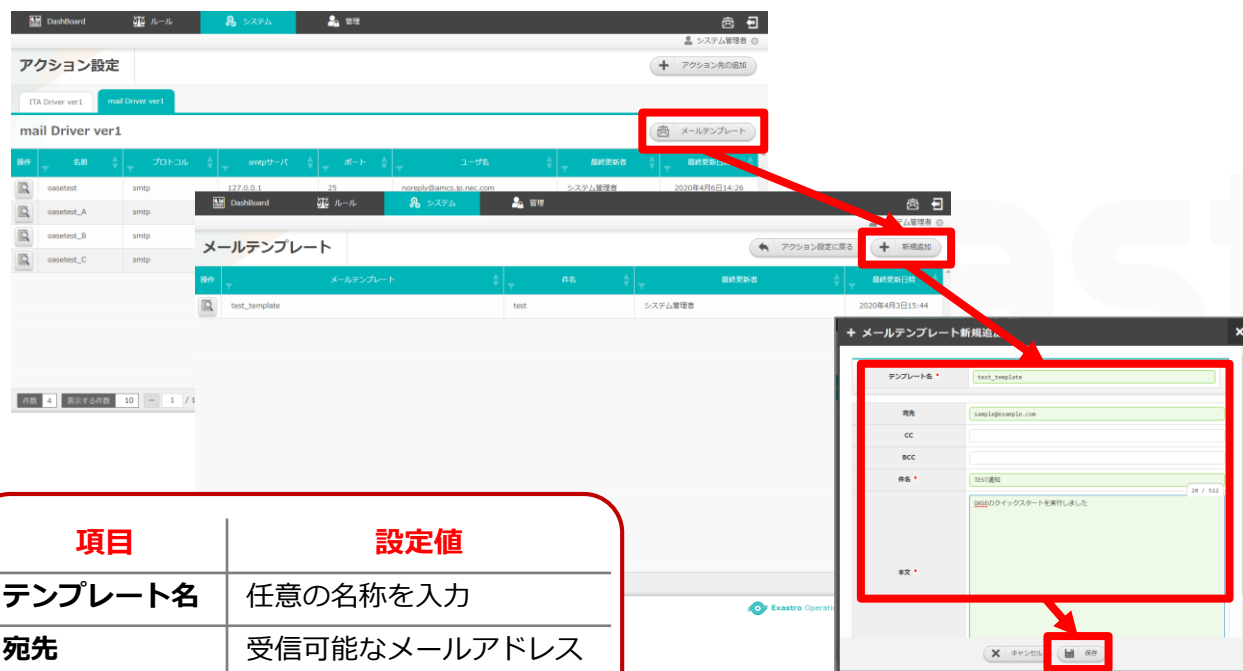 DashBoard ルール システム 管理
システム管理者
アクション設定
アクション先の追加
ITA Driver ver1 mail Driver ver1
mail Driver ver1
メールテンプレート
操作 名前 プロトコル smtpサーバ ポート ユーザ名 最終更新者 最終更新日時
oasetest smtp 127.0.0.1 25 noreply@amcs.jp.nec.com システム管理者 2020年4月6日14:26
oasetest_A smtp
oasetest_B smtp
oasetest_C smtp
件数 4 表示する件数 10 1 / 1
DashBoard ルール システム 管理
テム管理者
メールテンプレート
アクション設定に戻る 新規追加
操作 メールテンプレート 件名 最終更新者 最終更新日時
test_template test システム管理者 2020年4月3日15:44
Exastro
+ メールテンプレート新規追
テンプレート名 * test_template
宛先 sample@example.com
CC
BCC
件名 * TEST通知
20 / 512
本文 * OASEのクイックスタートを実行しました
キャンセル 保存
項目 設定値
テンプレート名 任意の名称を入力
宛先 受信可能なメールアドレス